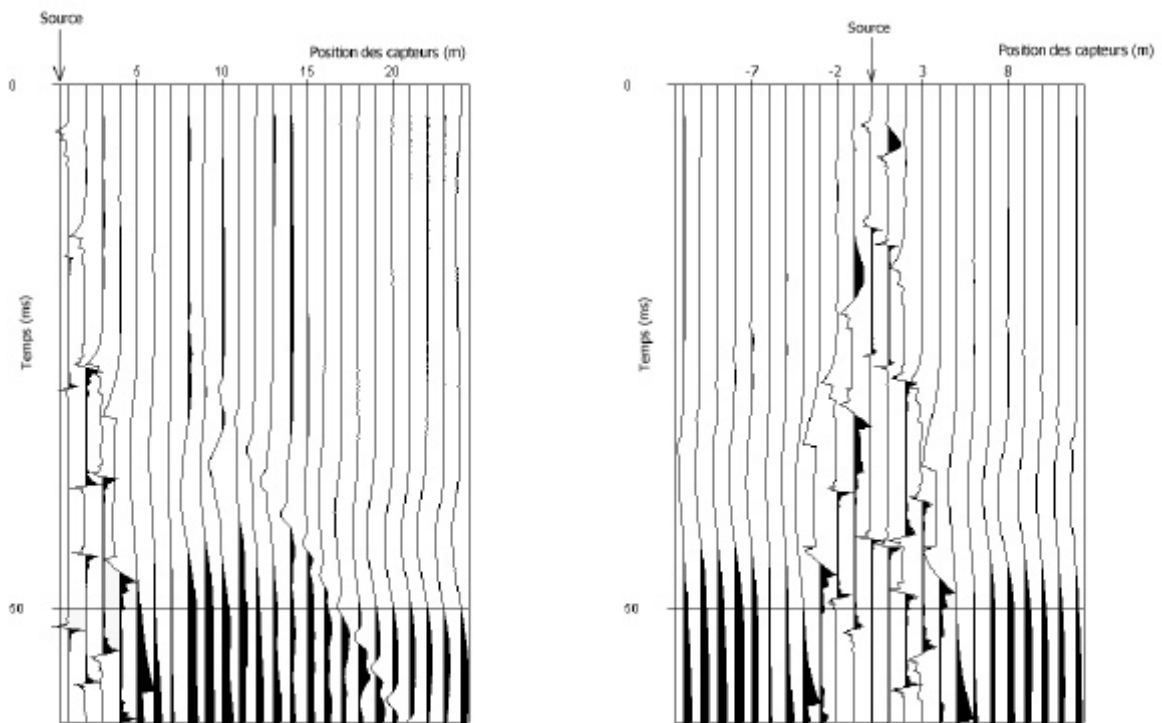 Source
Position des capteurs (m)
5 10 15 20
0
Temps (ms)
50
Source
Position des capteurs (m)
-7 -2 0 3 8
0
Temps (ms)
50